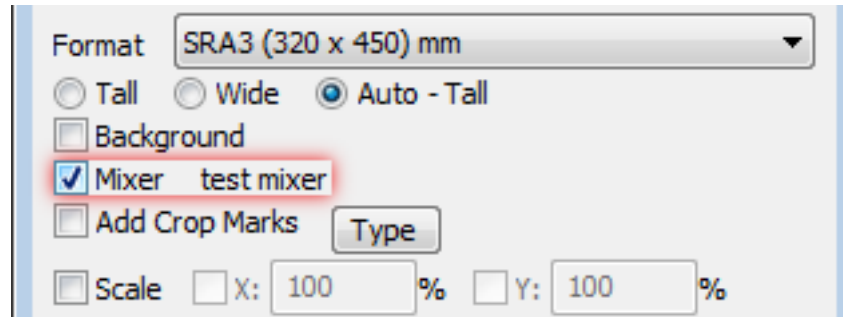 Format SRA3 (320 x 450) mm
Tall Wide Auto - Tall
Background
Mixer test mixer
Add Crop Marks Type
Scale X: 100 % Y: 100 %